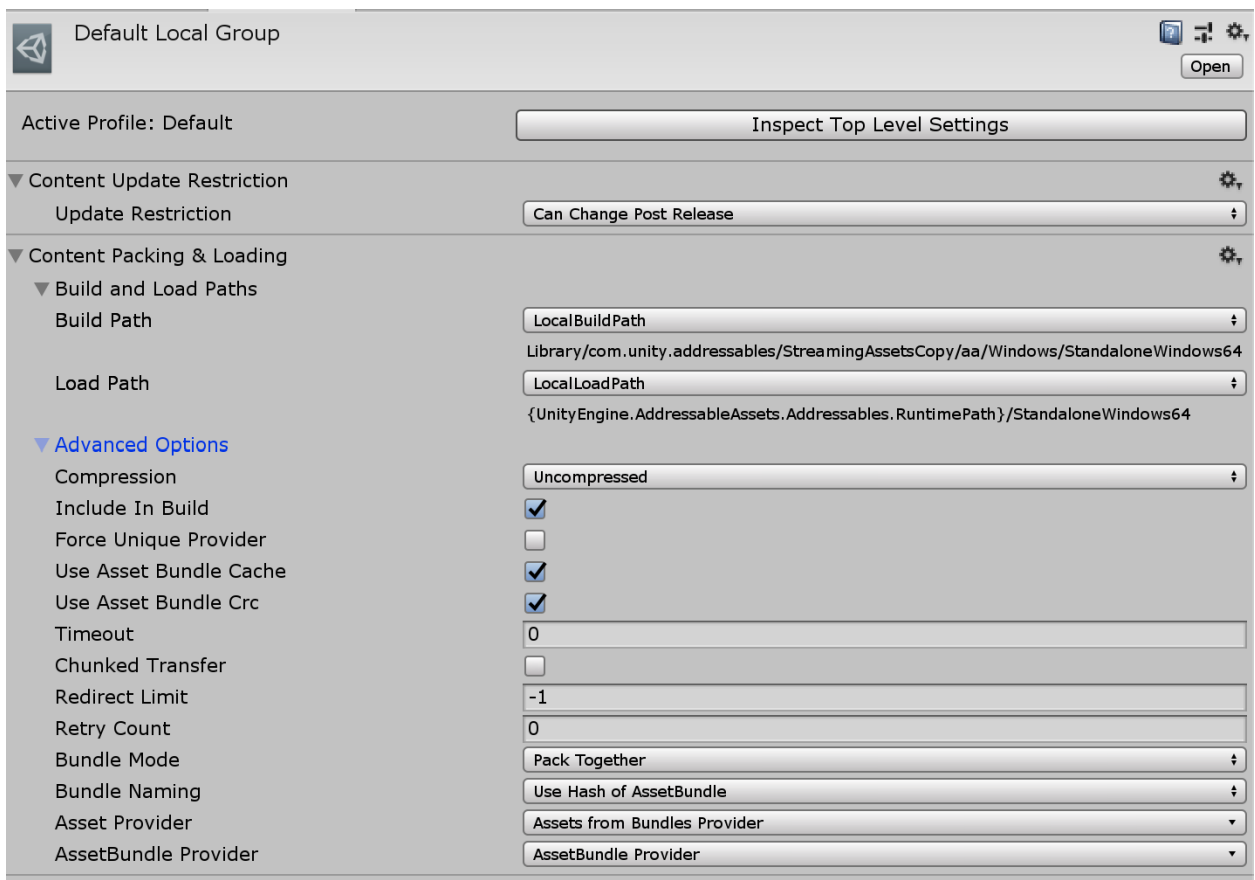 Default Local Group
Open
Active Profile: Default
Inspect Top Level Settings
Content Update Restriction
Update Restriction
Can Change Post Release
Content Packing & Loading
Build and Load Paths
Build Path
LocalBuildPath
Library/com.unity.addressables/StreamingAssetsCopy/aa/Windows/StandaloneWindows64
Load Path
LocalLoadPath
{UnityEngine.AddressableAssets.Addressables.RuntimePath}/StandaloneWindows64
Advanced Options
Compression
Uncompressed
Include In Build
Force Unique Provider
Use Asset Bundle Cache
Use Asset Bundle Crc
Timeout
0
Chunked Transfer
Redirect Limit
-1
Retry Count
0
Bundle Mode
Pack Together
Bundle Naming
Use Hash of AssetBundle
Asset Provider
Assets from Bundles Provider
AssetBundle Provider
AssetBundle Provider